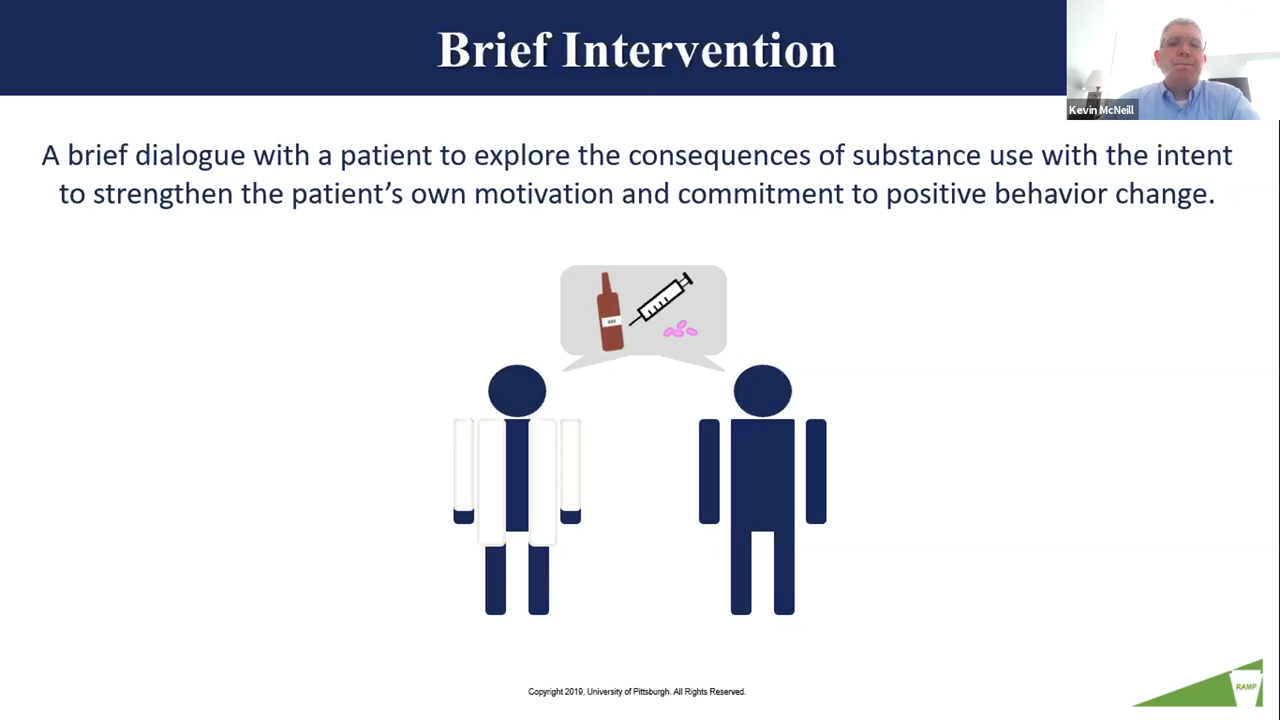 Brief Intervention
Kevin McNeill
A brief dialogue with a patient to explore the consequences of substance use with the intent
to strengthen the patient’s own motivation and commitment to positive behavior change.
XXX
Copyright 2019, University of Pittsburgh. All Rights Reserved.
RAMP